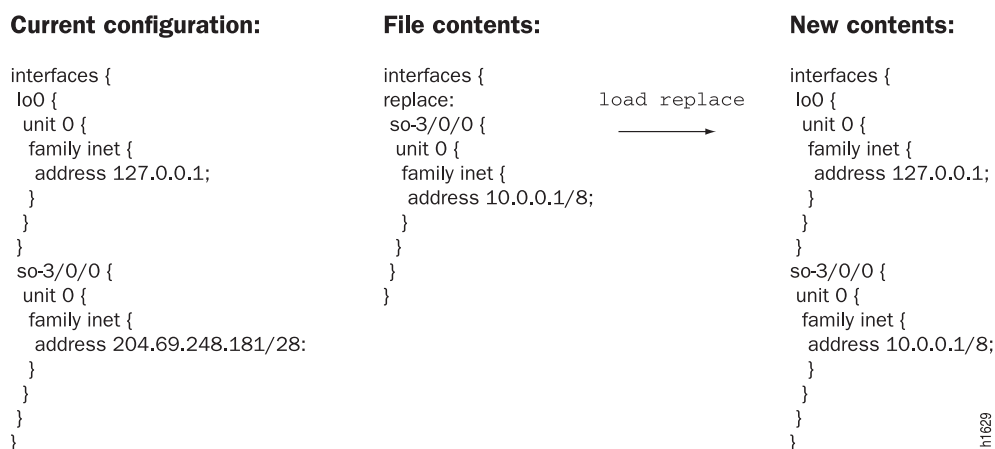 Current configuration:
interfaces {
lo0 {
unit 0 {
family inet {
address 127.0.0.1;
}
}
}
so-3/0/0 {
unit 0 {
family inet {
address 204.69.248.181/28:
}
}
}
}
File contents:
interfaces {
replace:
so-3/0/0 {
unit 0 {
family inet {
address 10.0.0.1/8;
}
}
}
}
load replace
New contents:
interfaces {
lo0 {
unit 0 {
family inet {
address 127.0.0.1;
}
}
}
so-3/0/0 {
unit 0 {
family inet {
address 10.0.0.1/8;
}
}
}
}
h1629